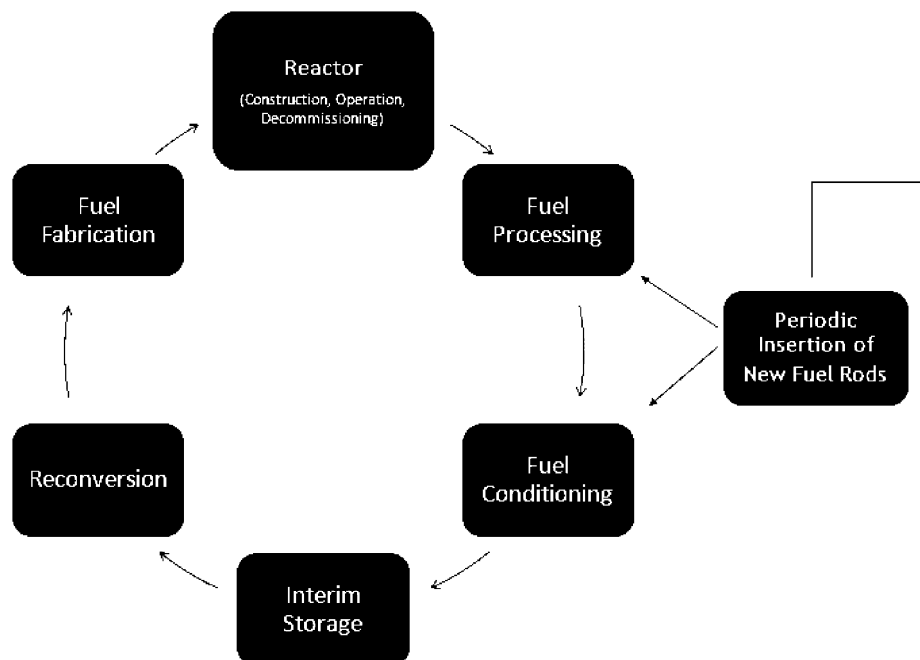 Reactor
(Construction, Operation,
Decommissioning)
Fuel
Fabrication
Fuel
Processing
Periodic
Insertion of
New Fuel Rods
Reconversion
Fuel
Conditioning
Interim
Storage